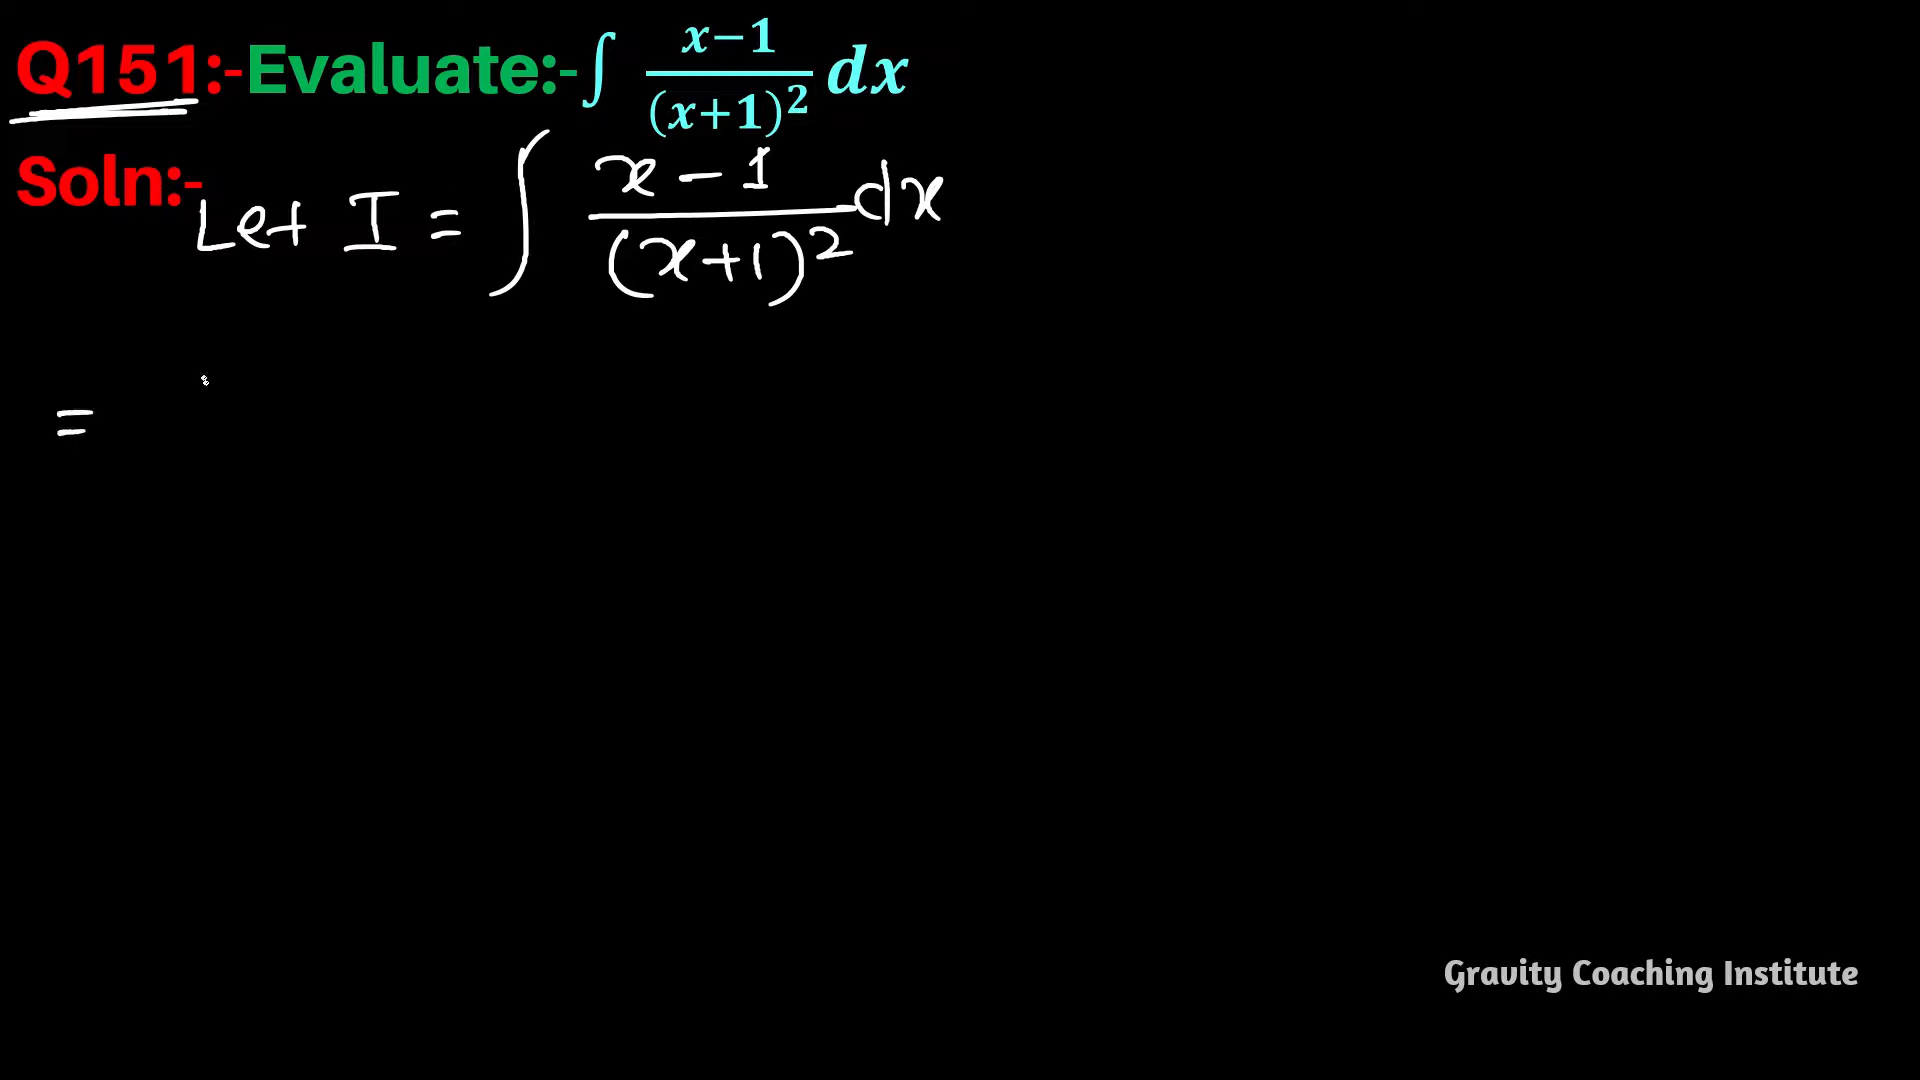 Q151:-Evaluate:-∫ x−1/(x+1)² dx
Soln:-
Let I = ∫ x-1/(x+1)² dx
=
Gravity Coaching Institute